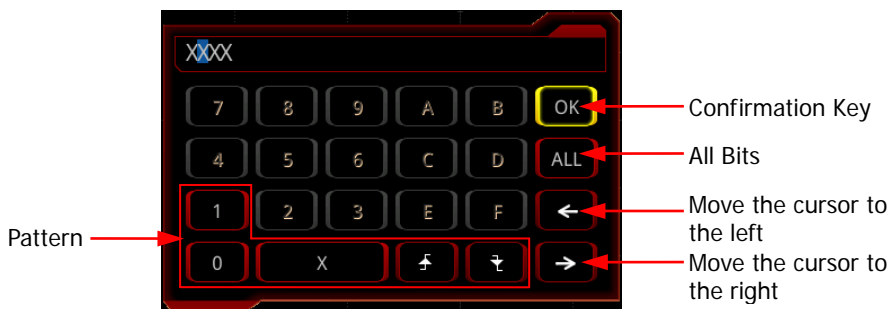 XXXX
7 8 9 A B OK Confirmation Key
4 5 6 C D ALL All Bits
1 2 3 E F ← Move the cursor to
the left
Pattern
0 X → Move the cursor to
the right